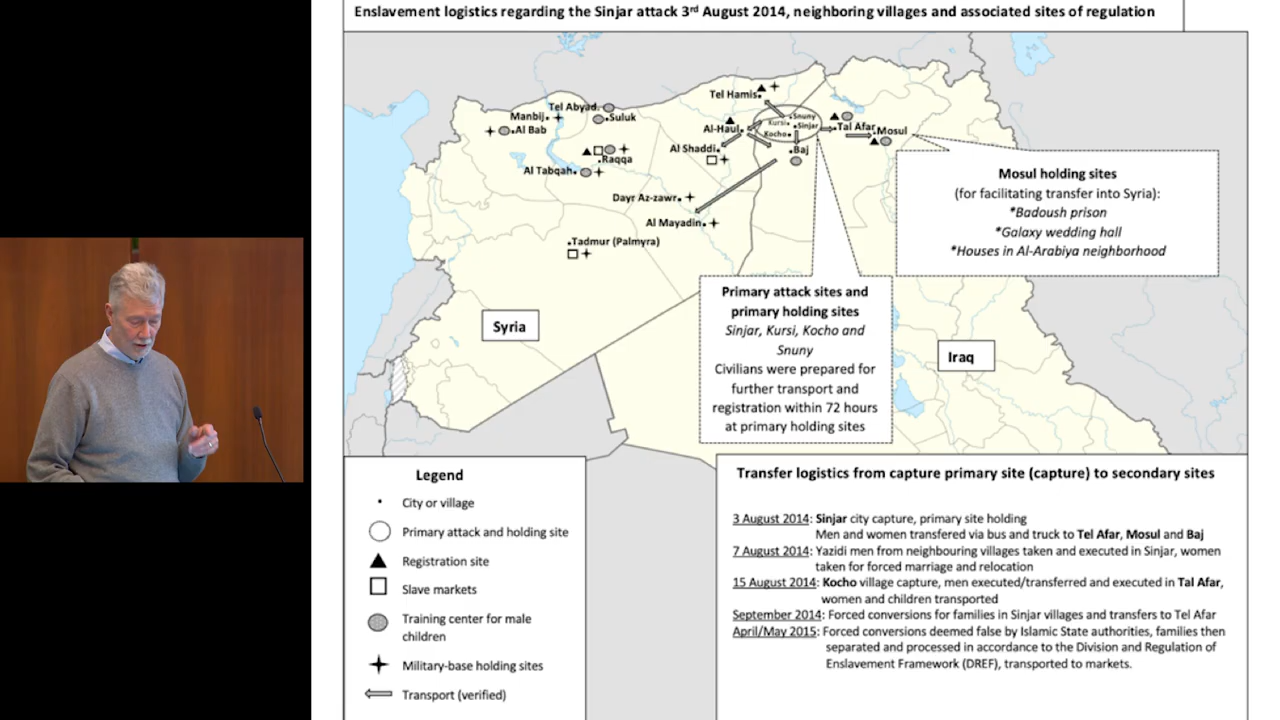 Enslavement logistics regarding the Sinjar attack 3rd August 2014, neighboring villages and associated sites of regulation
Tel Hamis
Tel Abyad
Suluk
Manbij
Al Bab
Snuny
Kursi
Sinjar
Kocho
Al-Haul
Tal Afar
Mosul
Al Shaddi
Baj
Raqqa
Al Tabqah
Dayr Az-zawr
Al Mayadin
Tadmur (Palmyra)
Syria
Iraq
Mosul holding sites
(for facilitating transfer into Syria):
*Badoush prison
*Galaxy wedding hall
*Houses in Al-Arabiya neighborhood
Primary attack sites and
primary holding sites
Sinjar, Kursi, Kocho and
Snuny
Civilians were prepared for
further transport and
registration within 72 hours
at primary holding sites
Legend
City or village
Primary attack and holding site
Registration site
Slave markets
Training center for male
children
Military-base holding sites
Transport (verified)
Transfer logistics from capture primary site (capture) to secondary sites
3 August 2014: Sinjar city capture, primary site holding
Men and women transfered via bus and truck to Tel Afar, Mosul and Baj
7 August 2014: Yazidi men from neighbouring villages taken and executed in Sinjar, women
taken for forced marriage and relocation
15 August 2014: Kocho village capture, men executed/transferred and executed in Tal Afar,
women and children transported
September 2014: Forced conversions for families in Sinjar villages and transfers to Tel Afar
April/May 2015: Forced conversions deemed false by Islamic State authorities, families then
separated and processed in accordance to the Division and Regulation of
Enslavement Framework (DREF), transported to markets.